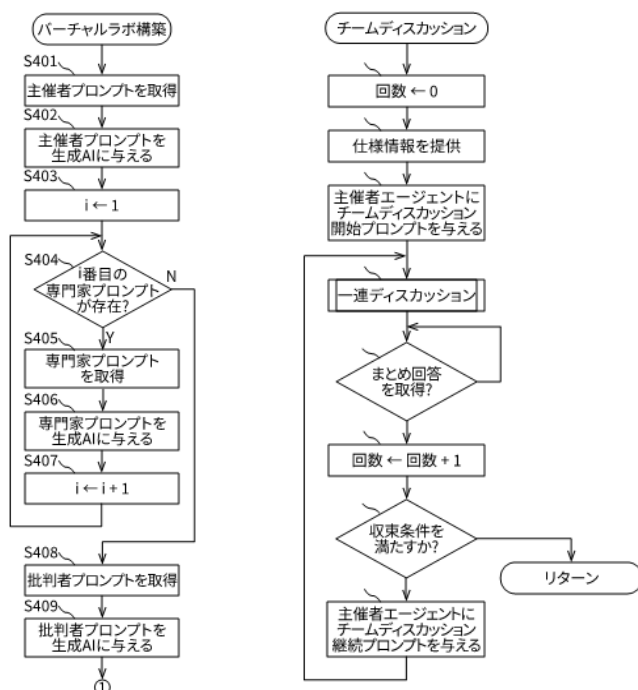 バーチャルラボ構築
S401
主催者プロンプトを取得
S402
主催者プロンプトを
生成AIに与える
S403
i ← 1
S404
i番目の
専門家プロンプト
が存在?
N
Y
S405
専門家プロンプト
を取得
S406
専門家プロンプトを
生成AIに与える
S407
i ← i + 1
S408
批判者プロンプトを取得
S409
批判者プロンプトを
生成AIに与える
①
チームディスカッション
回数 ← 0
仕様情報を提供
主催者エージェントに
チームディスカッション
開始プロンプトを与える
一連ディスカッション
まとめ回答
を取得?
回数 ← 回数 + 1
収束条件を
満たすか?
リターン
主催者エージェントに
チームディスカッション
継続プロンプトを与える